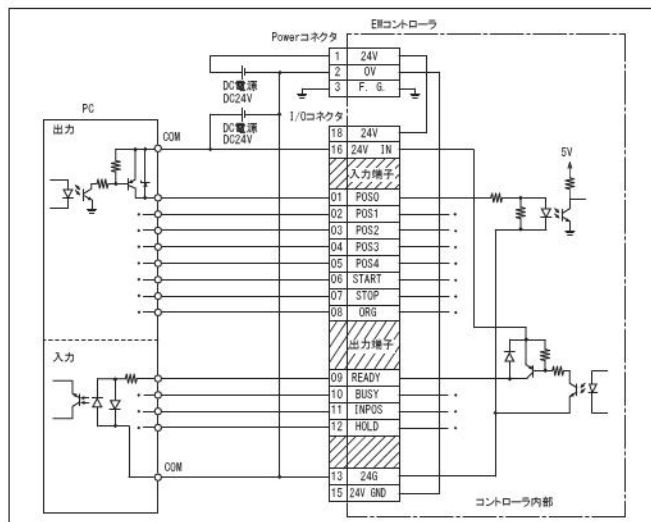 EMコントローラ
Powerコネクタ
1 24V
2 0V
3 F. G.
DC電源
DC24V
DC電源
DC24V
I/Oコネクタ
PC
出力
COM
18 24V
16 24V IN
入力端子
5V
01 POS0
02 POS1
03 POS2
04 POS3
05 POS4
06 START
07 STOP
08 ORG
出力端子
入力
09 READY
10 BUSY
11 INPOS
12 HOLD
COM
13 24G
15 24V GND
コントローラ内部